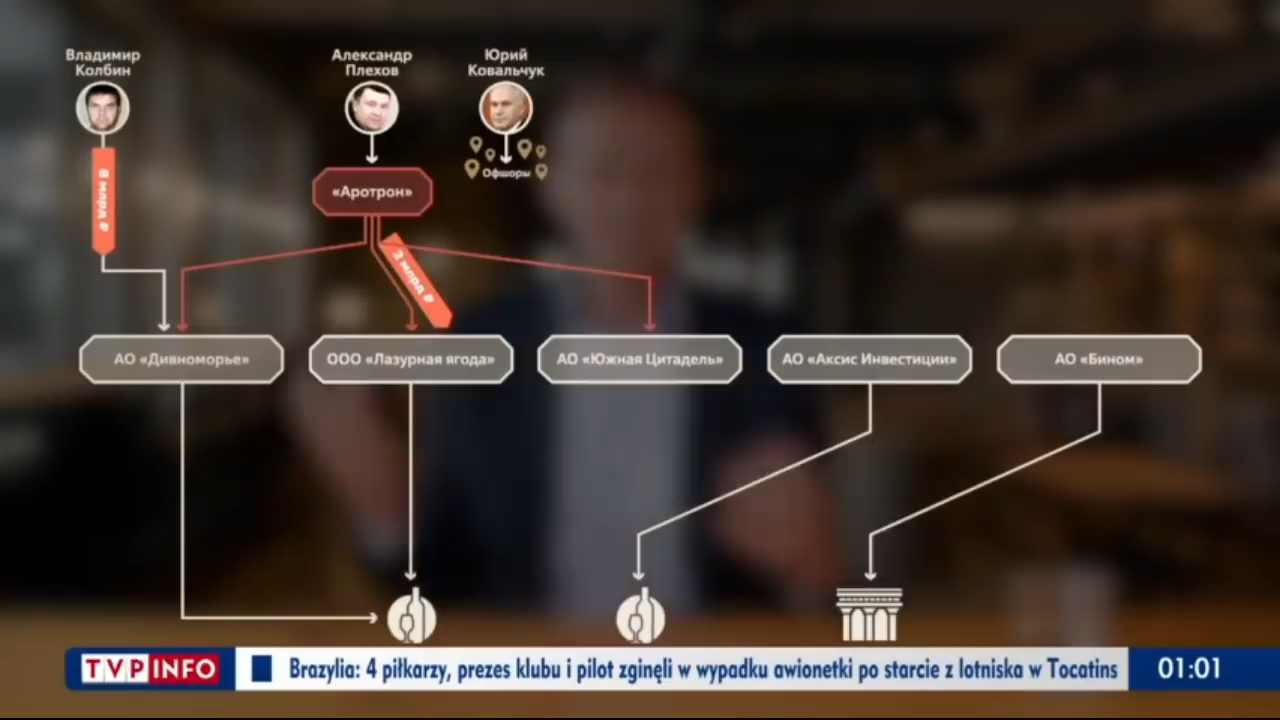 Владимир
Колбин
Александр
Плехов
Юрий
Ковальчук
Офшоры
8 млрд ₽
«Аротрон»
2 млрд ₽
АО «Дивноморье»
ООО «Лазурная ягода»
АО «Южная Цитадель»
АО «Аксис Инвестиции»
АО «Бином»
TVP INFO
Brazylia: 4 piłkarzy, prezes klubu i pilot zginęli w wypadku awionetki po starcie z lotniska w Tocatins
01:01